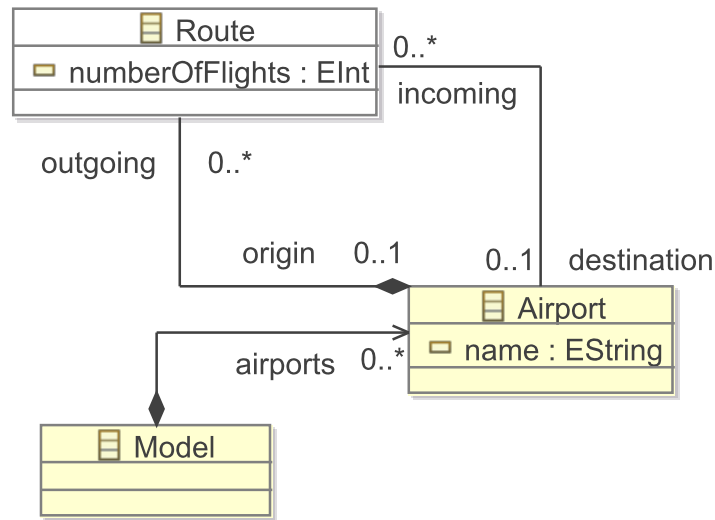 Route
numberOfFlights : EInt
0..*
incoming
outgoing
0..*
origin
0..1
0..1
destination
Airport
name : EString
airports
0..*
Model